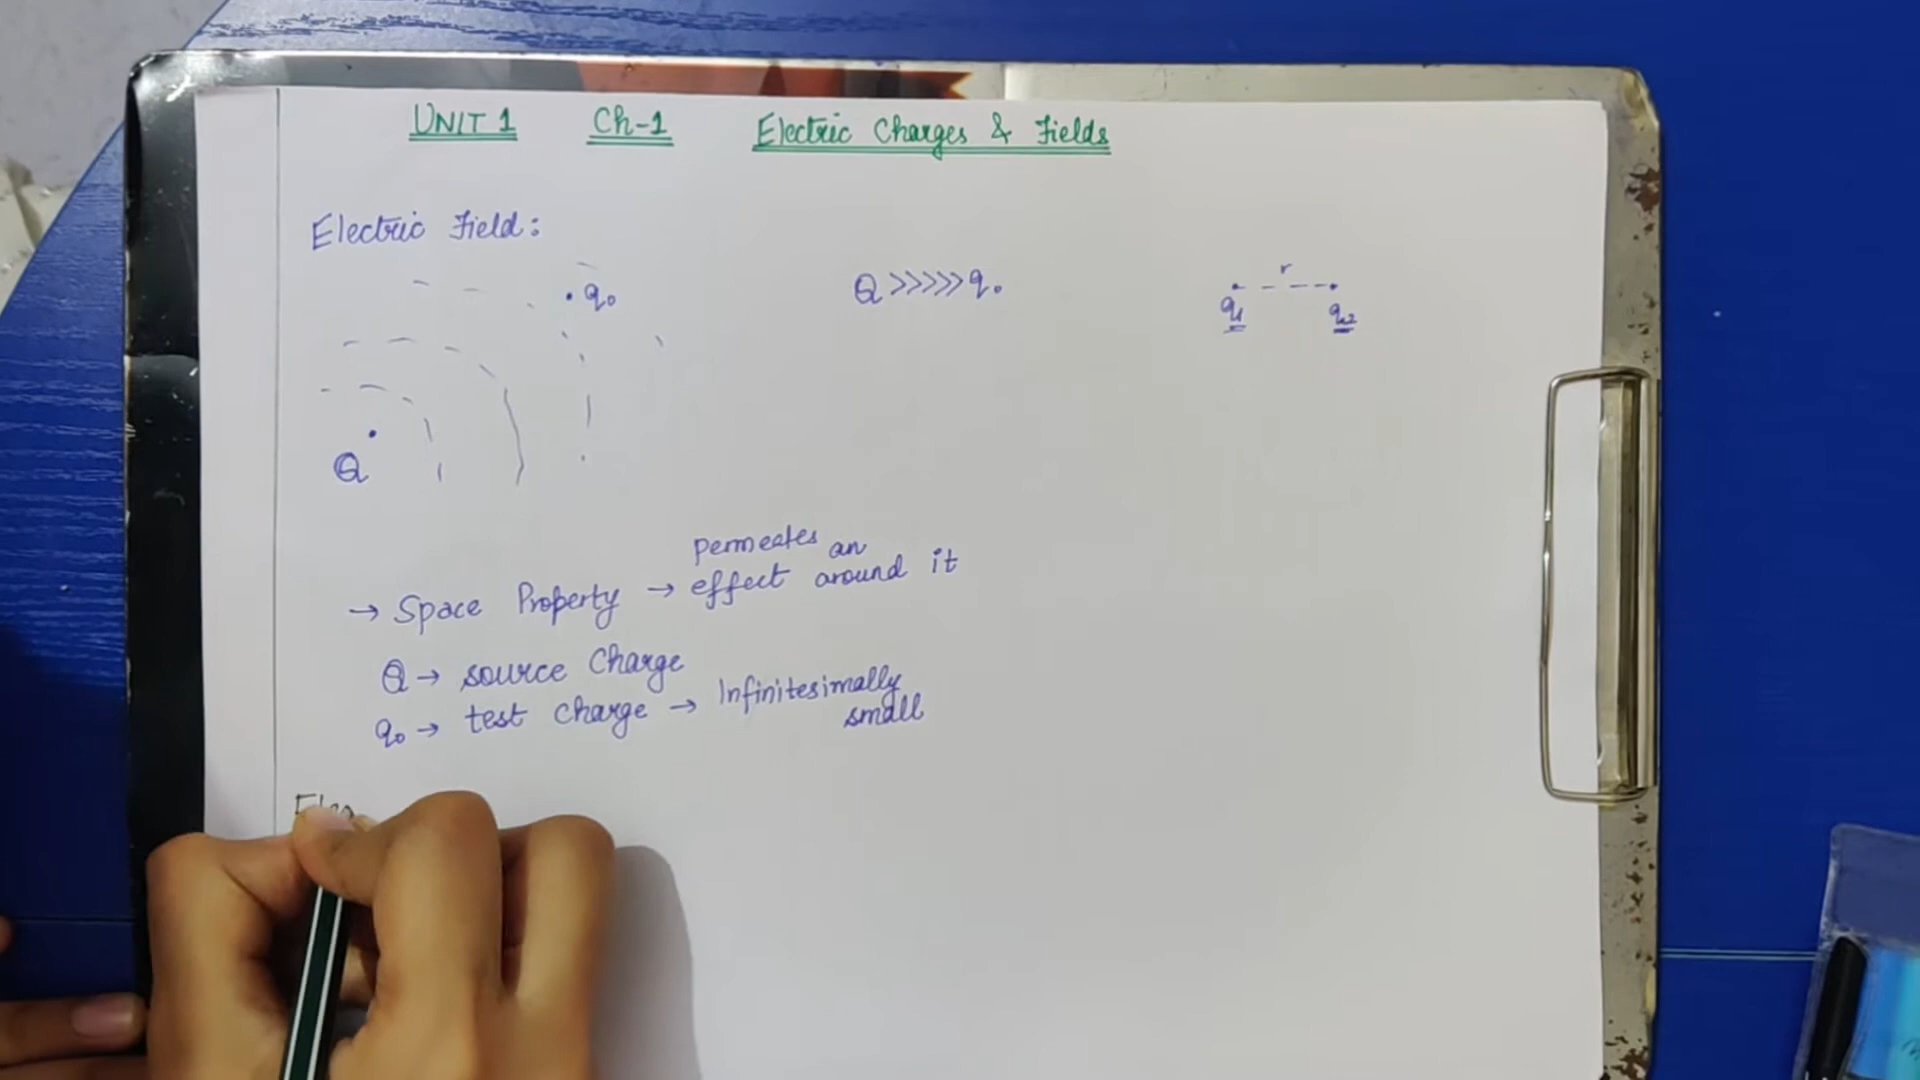 UNIT 1 Ch-1 Electric Charges & Fields
Electric Field:
q₀
Q >>>>> q₀
r
q₁ q₂
Q
→ Space Property → permeates an
effect around it
Q → source Charge
q₀ → test charge → Infinitesimally
small
Elec